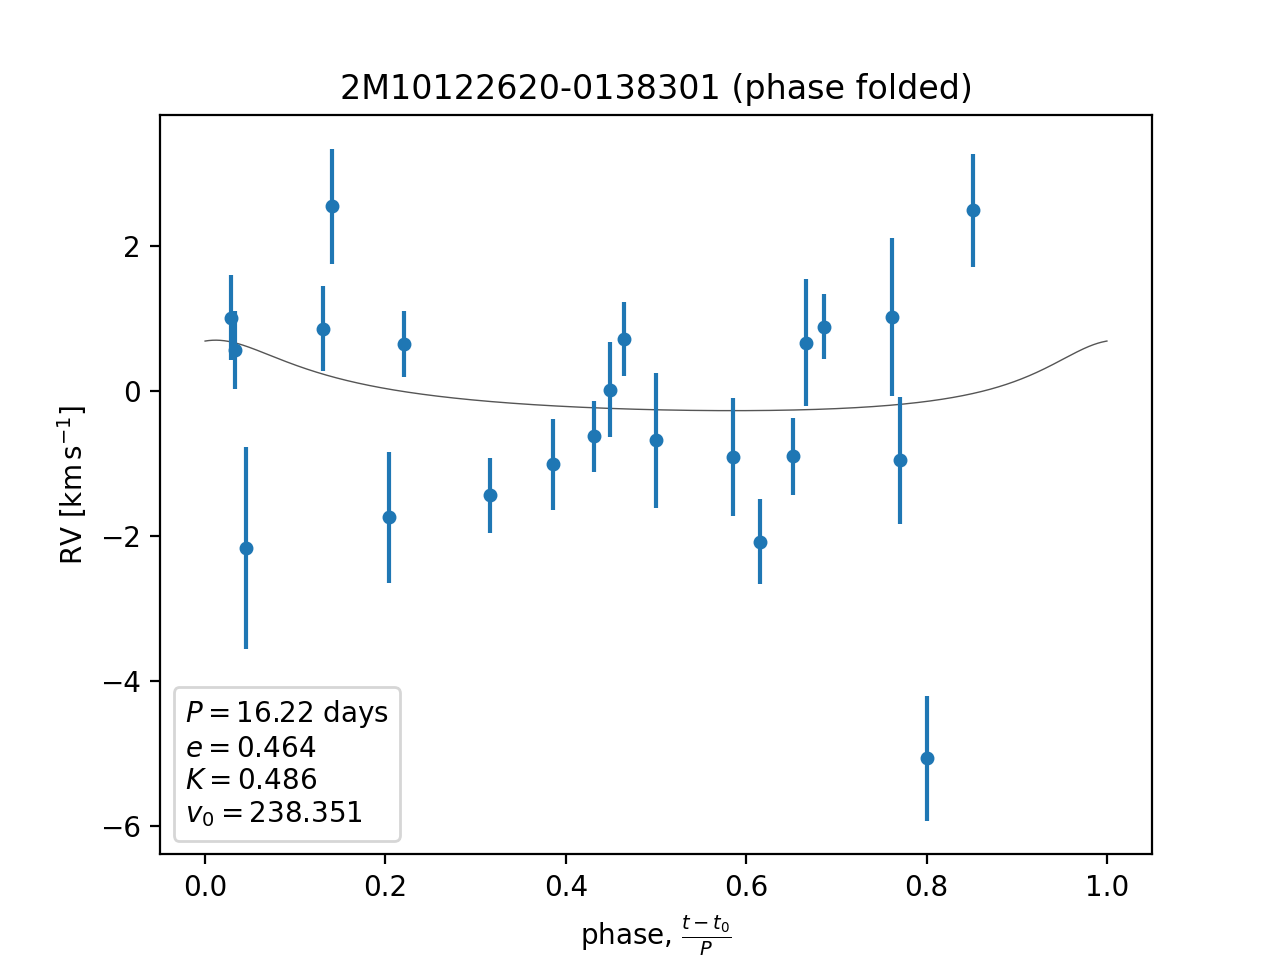 2M10122620-0138301 (phase folded)
RV [km s⁻¹]
2
0
−2
−4
−6
P = 16.22 days
e = 0.464
K = 0.486
v₀ = 238.351
0.0 0.2 0.4 0.6 0.8 1.0
phase, (t − t₀)/P